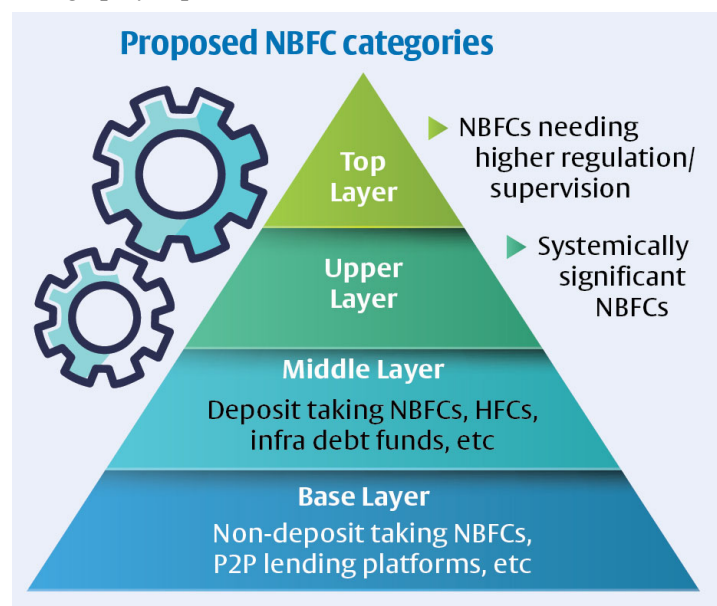 Proposed NBFC categories
Top
Layer
NBFCs needing
higher regulation/
supervision
Upper
Layer
Systemically
significant
NBFCs
Middle Layer
Deposit taking NBFCs, HFCs,
infra debt funds, etc
Base Layer
Non-deposit taking NBFCs,
P2P lending platforms, etc